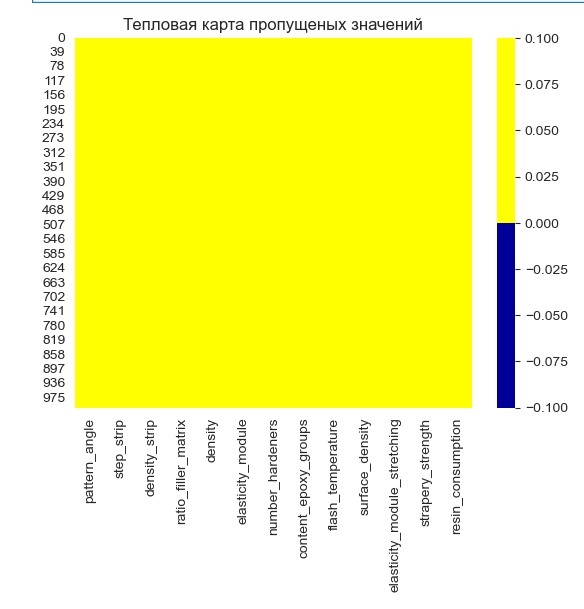 Тепловая карта пропущеных значений
0
39
78
117
156
195
234
273
312
351
390
429
468
507
546
585
624
663
702
741
780
819
858
897
936
975
0.100
0.075
0.050
0.025
0.000
−0.025
−0.050
−0.075
−0.100
pattern_angle
step_strip
density_strip
ratio_filler_matrix
density
elasticity_module
number_hardeners
content_epoxy_groups
flash_temperature
surface_density
elasticity_module_stretching
strapery_strength
resin_consumption